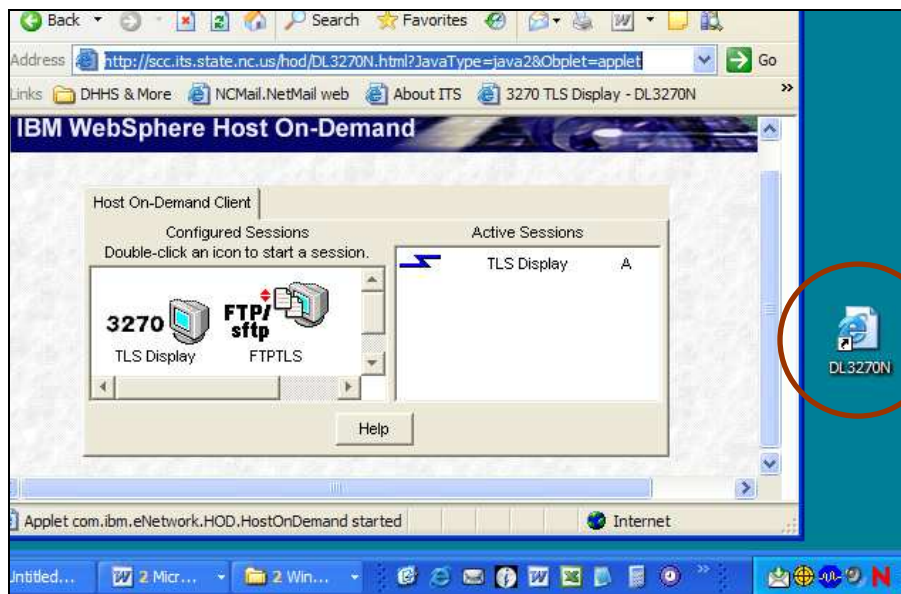 Back Search Favorites
Address http://scc.its.state.nc.us/hod/DL3270N.html?JavaType=java2&Obplet=applet Go
Links DHHS & More NCMail.NetMail web About ITS 3270 TLS Display - DL3270N »
IBM WebSphere Host On-Demand
Host On-Demand Client
Configured Sessions
Double-click an icon to start a session.
Active Sessions
TLS Display A
3270
FTP/
sftp
TLS Display FTPTLS
DL3270N
Help
Applet com.ibm.eNetwork.HOD.HostOnDemand started Internet
Untitled... 2 Micr... 2 Win... »